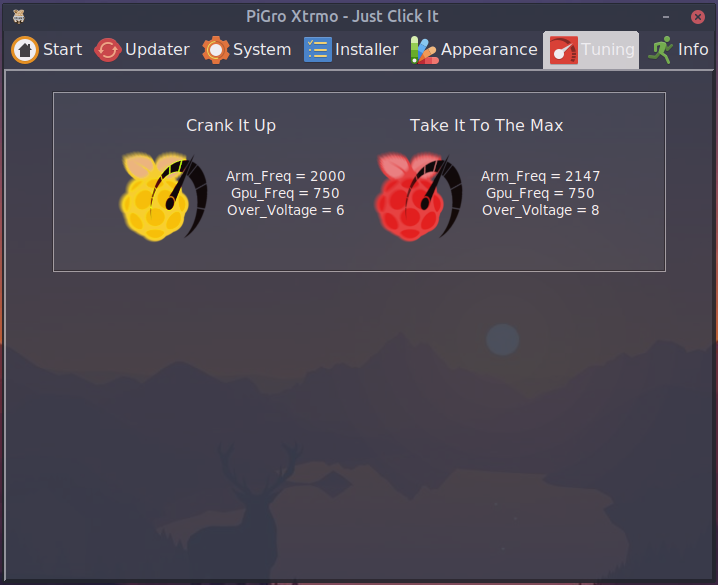 PiGro Xtrmo - Just Click It
Start Updater System Installer Appearance Tuning Info
Crank It Up
Arm_Freq = 2000
Gpu_Freq = 750
Over_Voltage = 6
Take It To The Max
Arm_Freq = 2147
Gpu_Freq = 750
Over_Voltage = 8